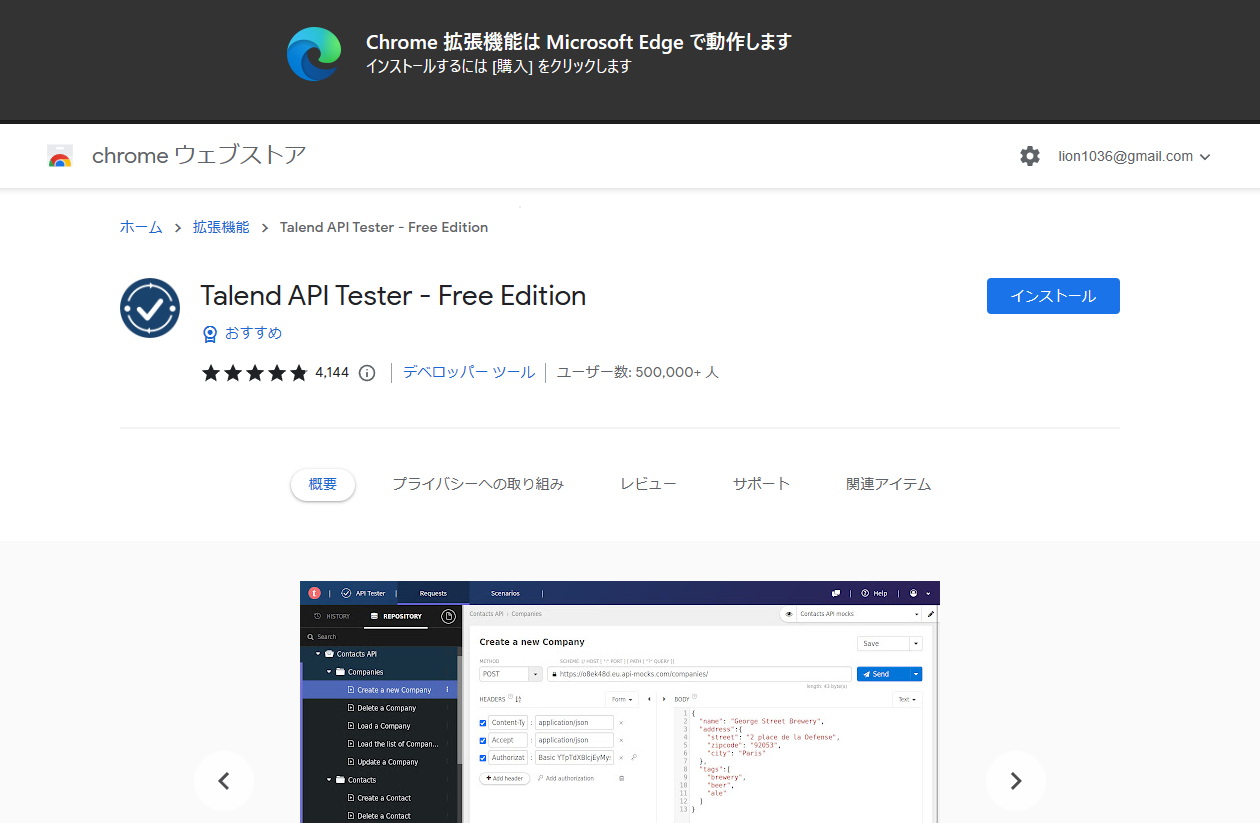 Chrome 拡張機能は Microsoft Edge で動作します
インストールするには [購入] をクリックします
chrome ウェブストア
lion1036@gmail.com
ホーム > 拡張機能 > Talend API Tester - Free Edition
Talend API Tester - Free Edition
インストール
おすすめ
4,144
デベロッパー ツール
ユーザー数: 500,000+ 人
概要 プライバシーへの取り組み レビュー サポート 関連アイテム
t | API Tester | Requests Scenarios | | Help |
HISTORY REPOSITORY
Contacts API > Companies
Contacts API mocks
Search
Create a new Company
Save
Contacts API
METHOD
SCHEME :// HOST [ ":" PORT ] [ PATH [ "?" QUERY ]]
Companies
POST
https://o8ek48d.eu.api-mocks.com/companies/
Send
length: 43 byte(s)
Create a new Company
HEADERS
Form
BODY
Text
Delete a Company
Load a Company
Load the list of Compan...
Update a Company
Contacts
Create a Contact
Delete a Contact
Content-Ty : application/json ×
Accept : application/json ×
Authorizat : Basic YTpTdXBlcjEyMy ×
+ Add header
Add authorization
1 {
2 "name": "George Street Brewery",
3 "address":{
4 "street": "2 place de la Defense",
5 "zipcode": "92053",
6 "city": "Paris"
7 },
8 "tags":[
9 "brewery",
10 "beer",
11 "ale"
12 ]
13 }